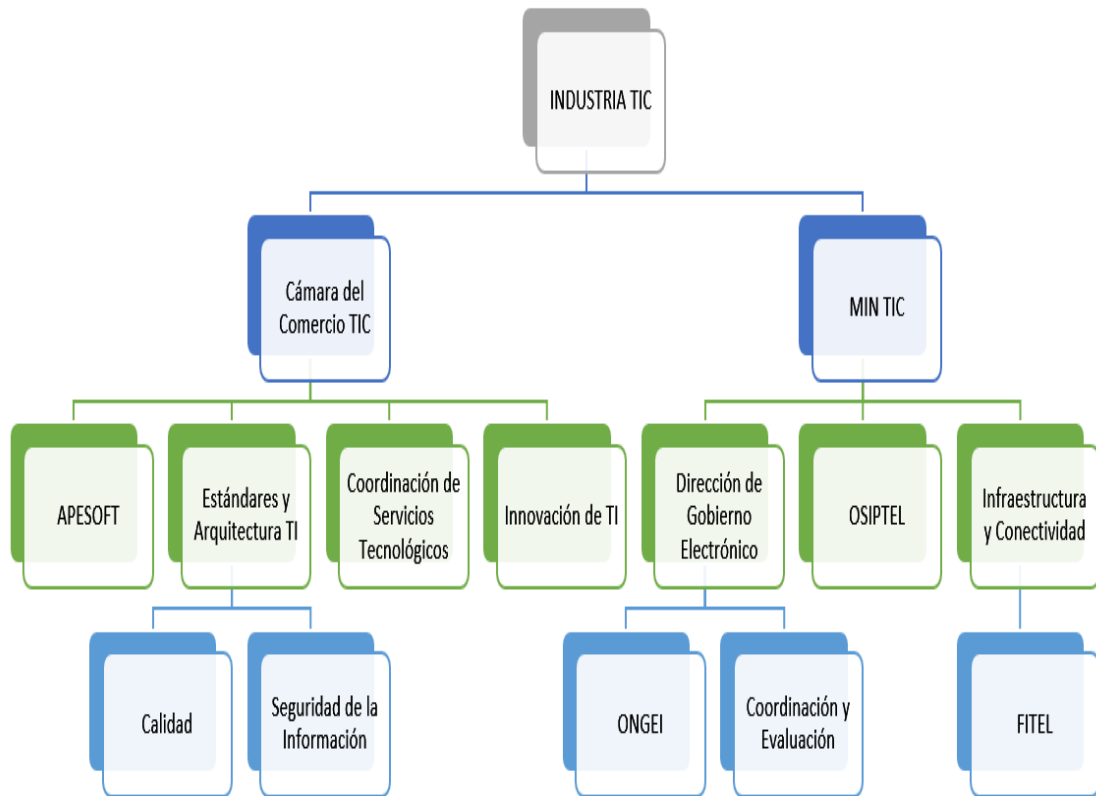 INDUSTRIA TIC
Cámara del
Comercio TIC
MIN TIC
APESOFT
Estándares y
Arquitectura TI
Coordinación de
Servicios
Tecnológicos
Innovación de TI
Dirección de
Gobierno
Electrónico
OSIPTEL
Infraestructura
y Conectividad
Calidad
Seguridad de la
Información
ONGEI
Coordinación y
Evaluación
FITEL